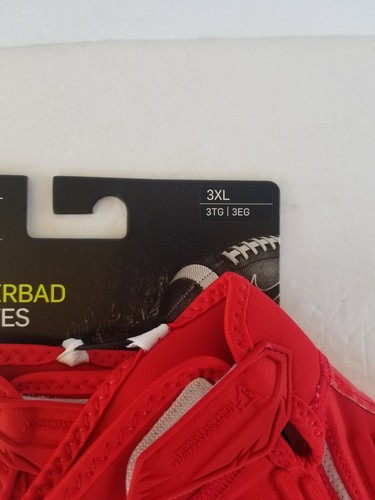 3XL
3TG | 3EG
ERBAD
ES